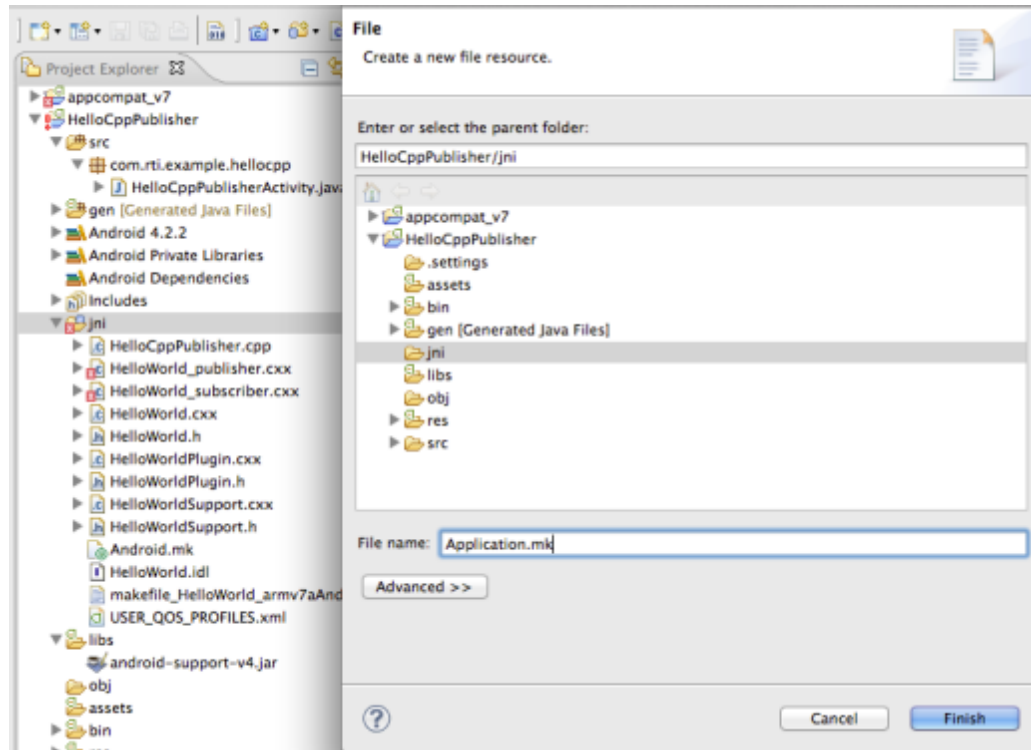 Project Explorer
appcompat_v7
HelloCppPublisher
src
com.rti.example.hellocpp
HelloCppPublisherActivity.java
gen [Generated Java Files]
Android 4.2.2
Android Private Libraries
Android Dependencies
Includes
jni
HelloCppPublisher.cpp
HelloWorld_publisher.cxx
HelloWorld_subscriber.cxx
HelloWorld.cxx
HelloWorld.h
HelloWorldPlugin.cxx
HelloWorldPlugin.h
HelloWorldSupport.cxx
HelloWorldSupport.h
Android.mk
HelloWorld.idl
makefile_HelloWorld_armv7aAnd
USER_QOS_PROFILES.xml
libs
android-support-v4.jar
obj
assets
bin
File
Create a new file resource.
Enter or select the parent folder:
HelloCppPublisher/jni
appcompat_v7
HelloCppPublisher
.settings
assets
bin
gen [Generated Java Files]
jni
libs
obj
res
src
File name: Application.mk
Advanced >>
Cancel
Finish